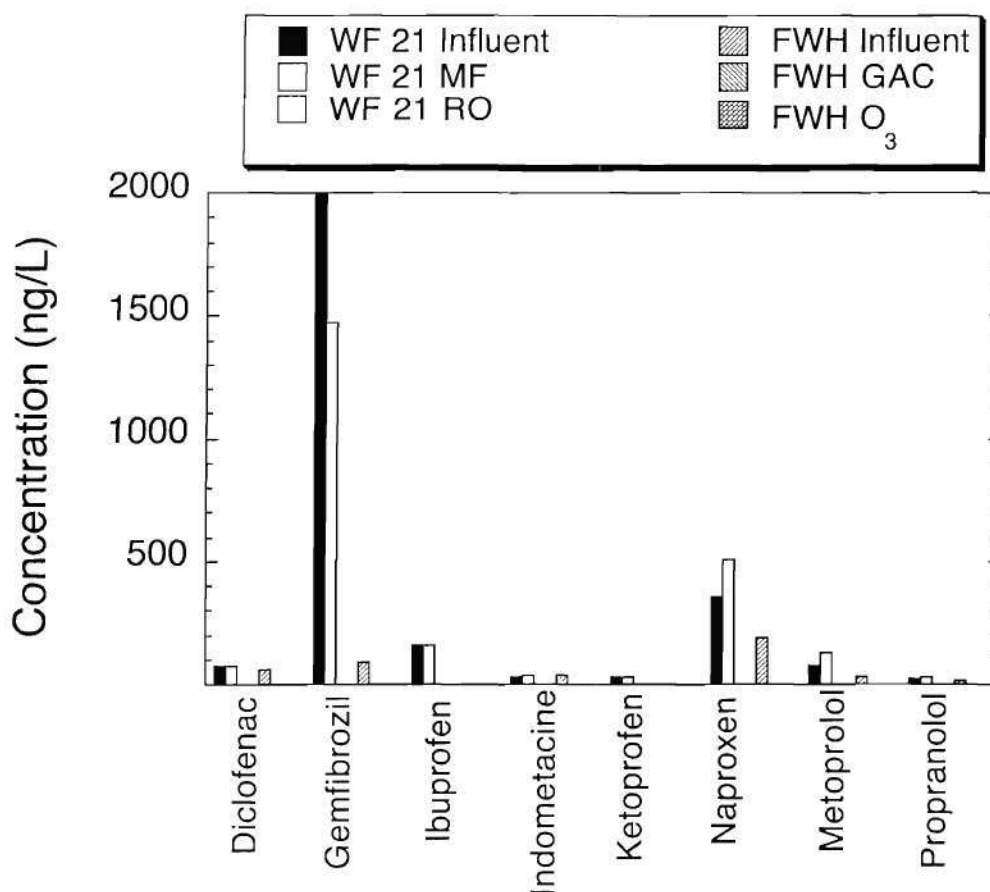 WF 21 Influent
WF 21 MF
WF 21 RO
FWH Influent
FWH GAC
FWH O3
Concentration (ng/L)
2000
1500
1000
500
Diclofenac
Gemfibrozil
Ibuprofen
Indometacine
Ketoprofen
Naproxen
Metoprolol
Propranolol